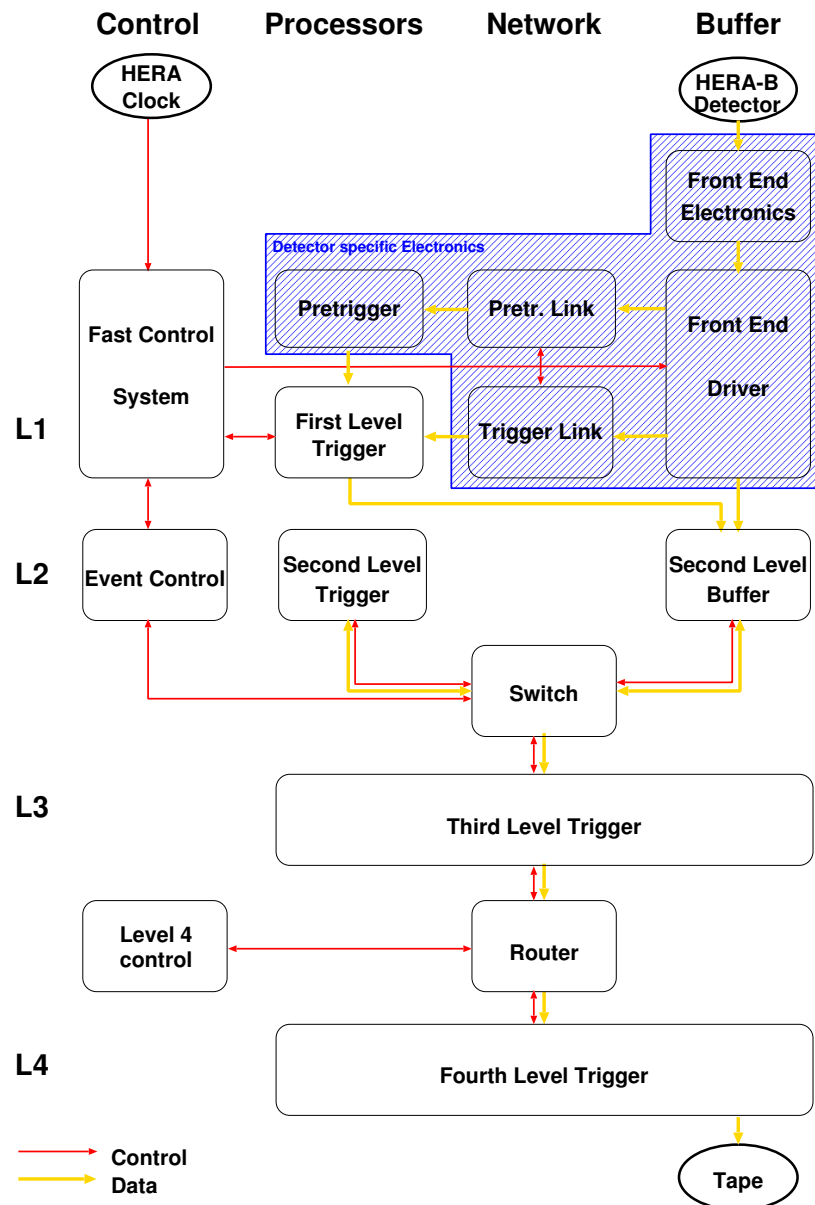 Control Processors Network Buffer
HERA
Clock
HERA-B
Detector
Front End
Electronics
Detector specific Electronics
Pretrigger
Pretr. Link
Front End
Driver
Fast Control
System
L1
First Level
Trigger
Trigger Link
L2
Event Control
Second Level
Trigger
Second Level
Buffer
Switch
L3
Third Level Trigger
Level 4
control
Router
L4
Fourth Level Trigger
Control
Data
Tape